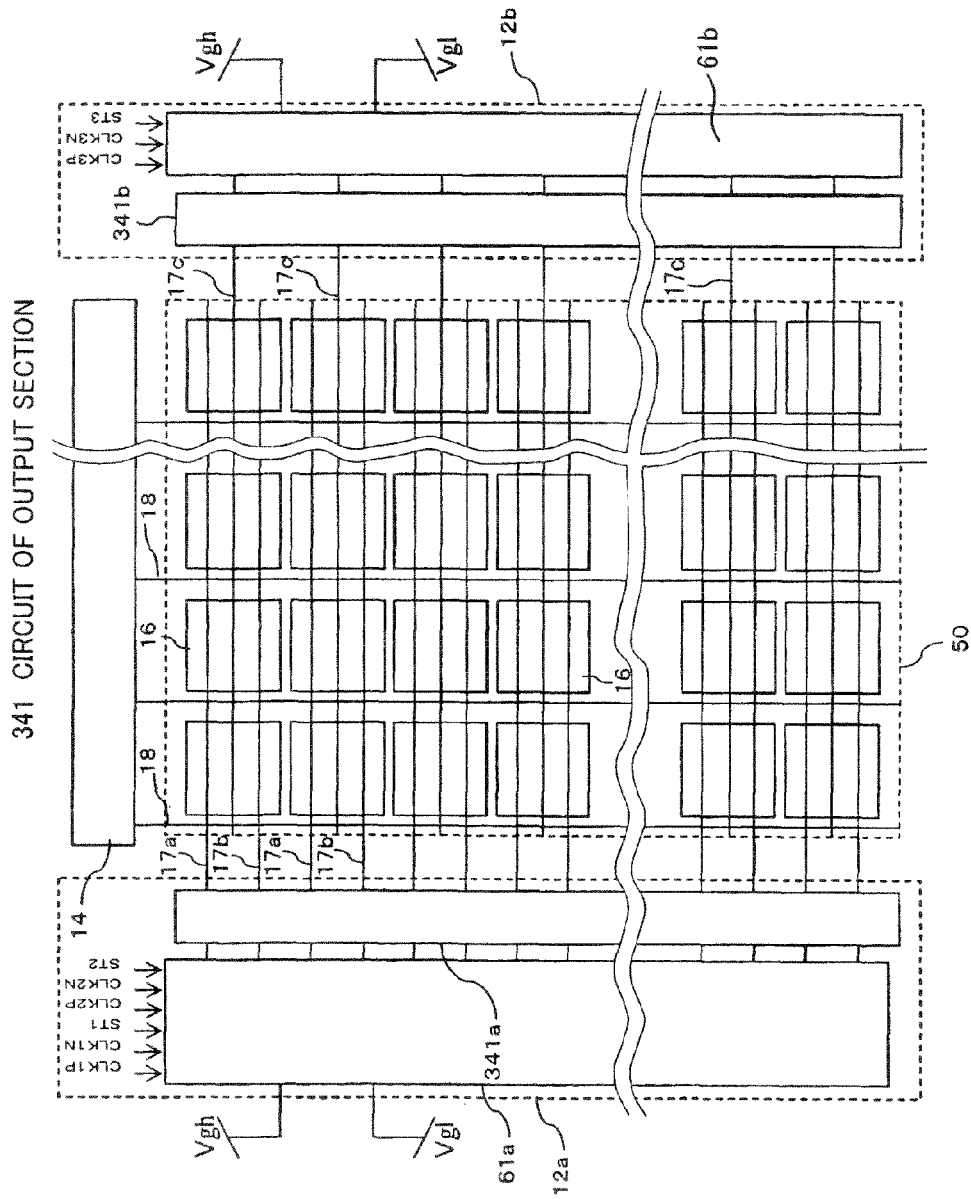 341 CIRCUIT OF OUTPUT SECTION
Vgh
Vgl
12b
61b
CLK3P
CLK3N
ST3
341b
17c
17c
17c
18
16
16
18
50
14
17a
17b
17a
17b
CLK1P
CLK1N
ST1
CLK2P
CLK2N
ST2
341a
Vgh
Vgl
61a
12a